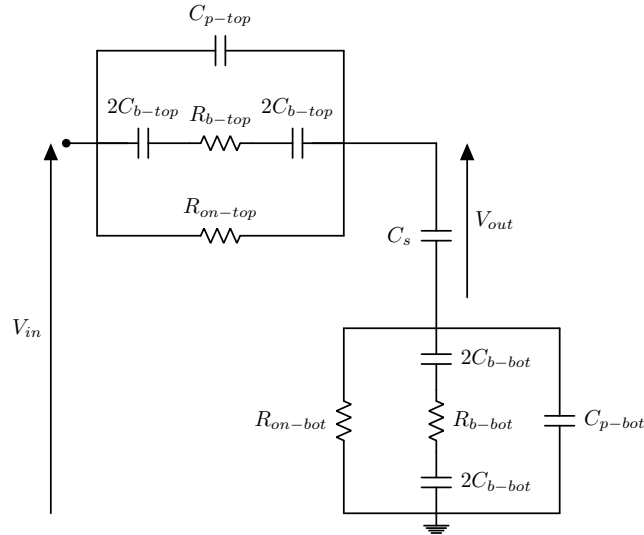 C_{p-top}
2C_{b-top} R_{b-top} 2C_{b-top}
R_{on-top}
C_s V_{out}
V_{in}
2C_{b-bot}
R_{on-bot} R_{b-bot} C_{p-bot}
2C_{b-bot}